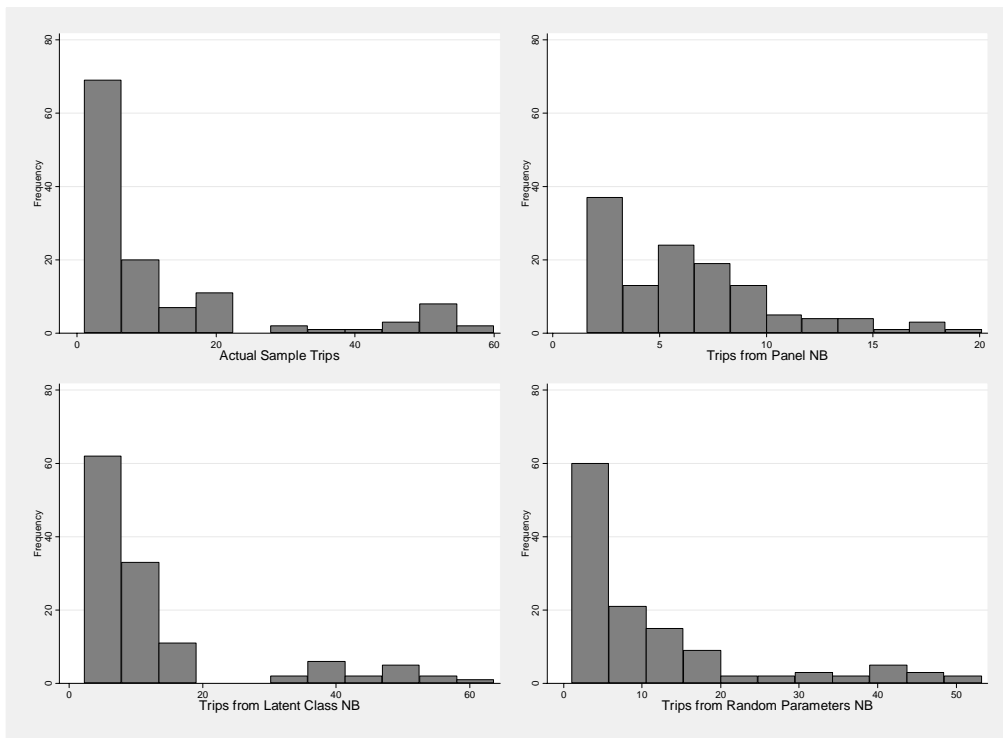 80
60
40
20
0
Frequency
0 20 40 60
Actual Sample Trips
80
60
40
20
0
Frequency
0 5 10 15 20
Trips from Panel NB
80
60
40
20
0
Frequency
0 20 40 60
Trips from Latent Class NB
80
60
40
20
0
Frequency
0 10 20 30 40 50
Trips from Random Parameters NB